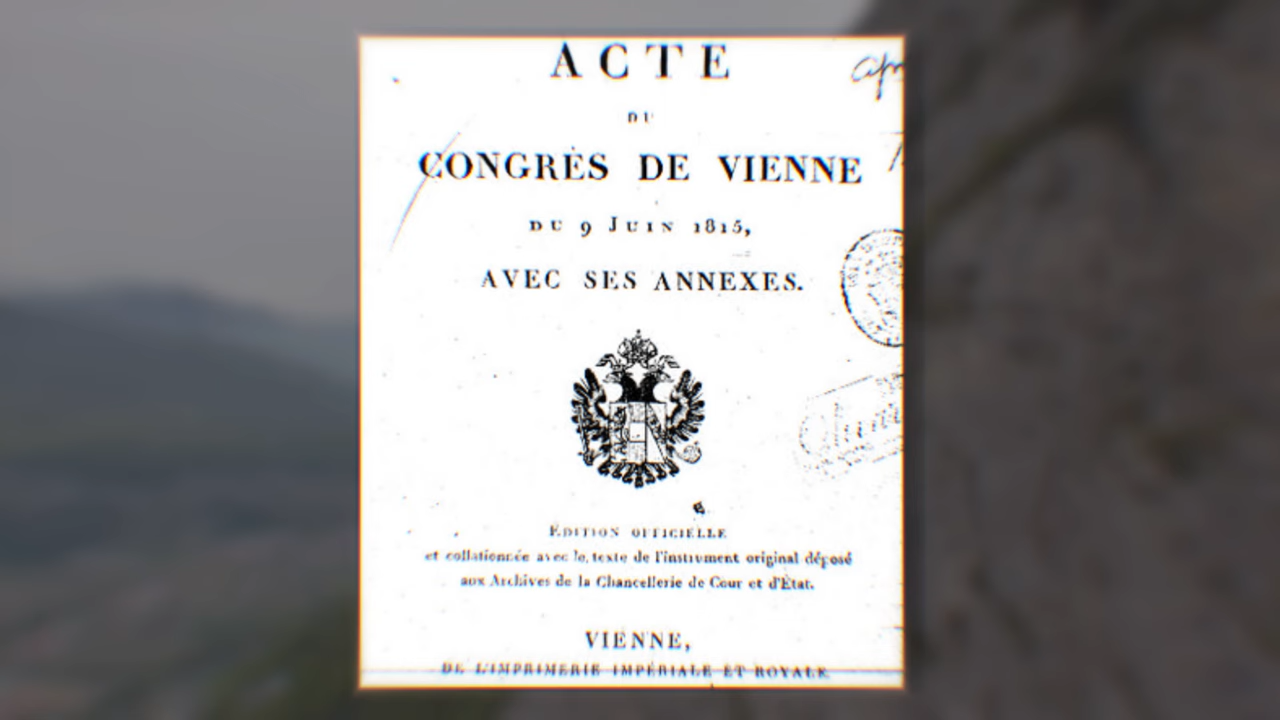 ACTE
DU
CONGRÈS DE VIENNE
DU 9 JUIN 1815,
AVEC SES ANNEXES.
ÉDITION OFFICIELLE
et collationnée avec le texte de l'instrument original déposé
aux Archives de la Chancellerie de Cour et d'État.
VIENNE,
DE L'IMPRIMERIE IMPÉRIALE ET ROYALE